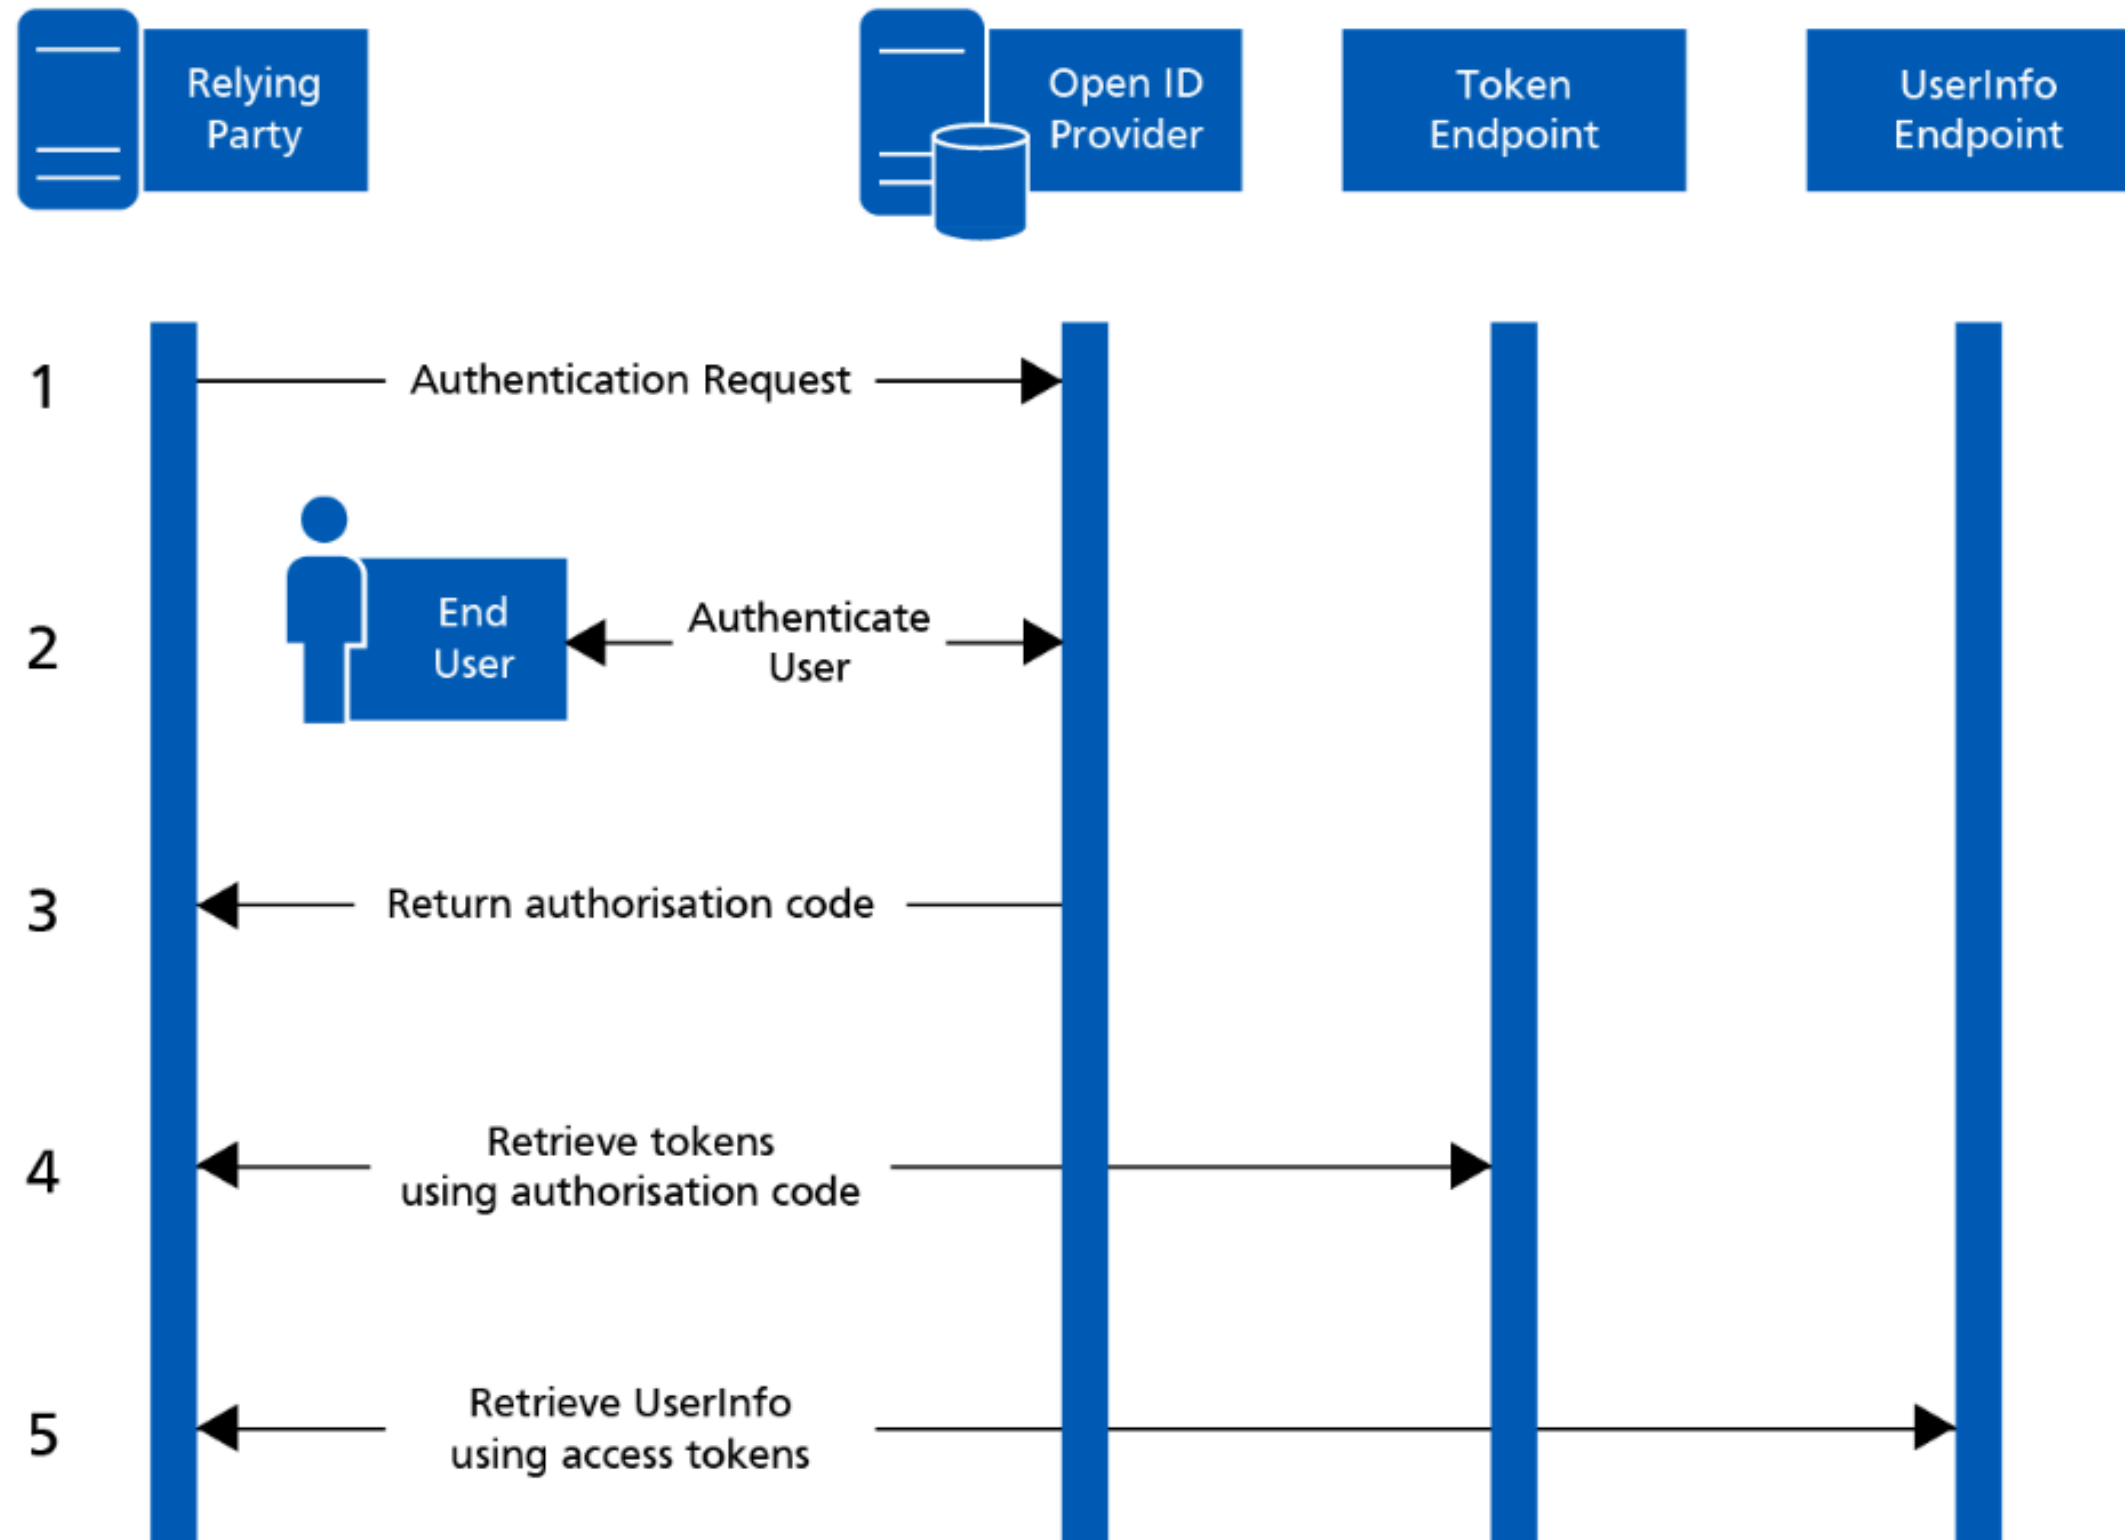 Relying
Party
Open ID
Provider
Token
Endpoint
UserInfo
Endpoint
1
Authentication Request
2
End
User
Authenticate
User
3
Return authorisation code
4
Retrieve tokens
using authorisation code
5
Retrieve UserInfo
using access tokens